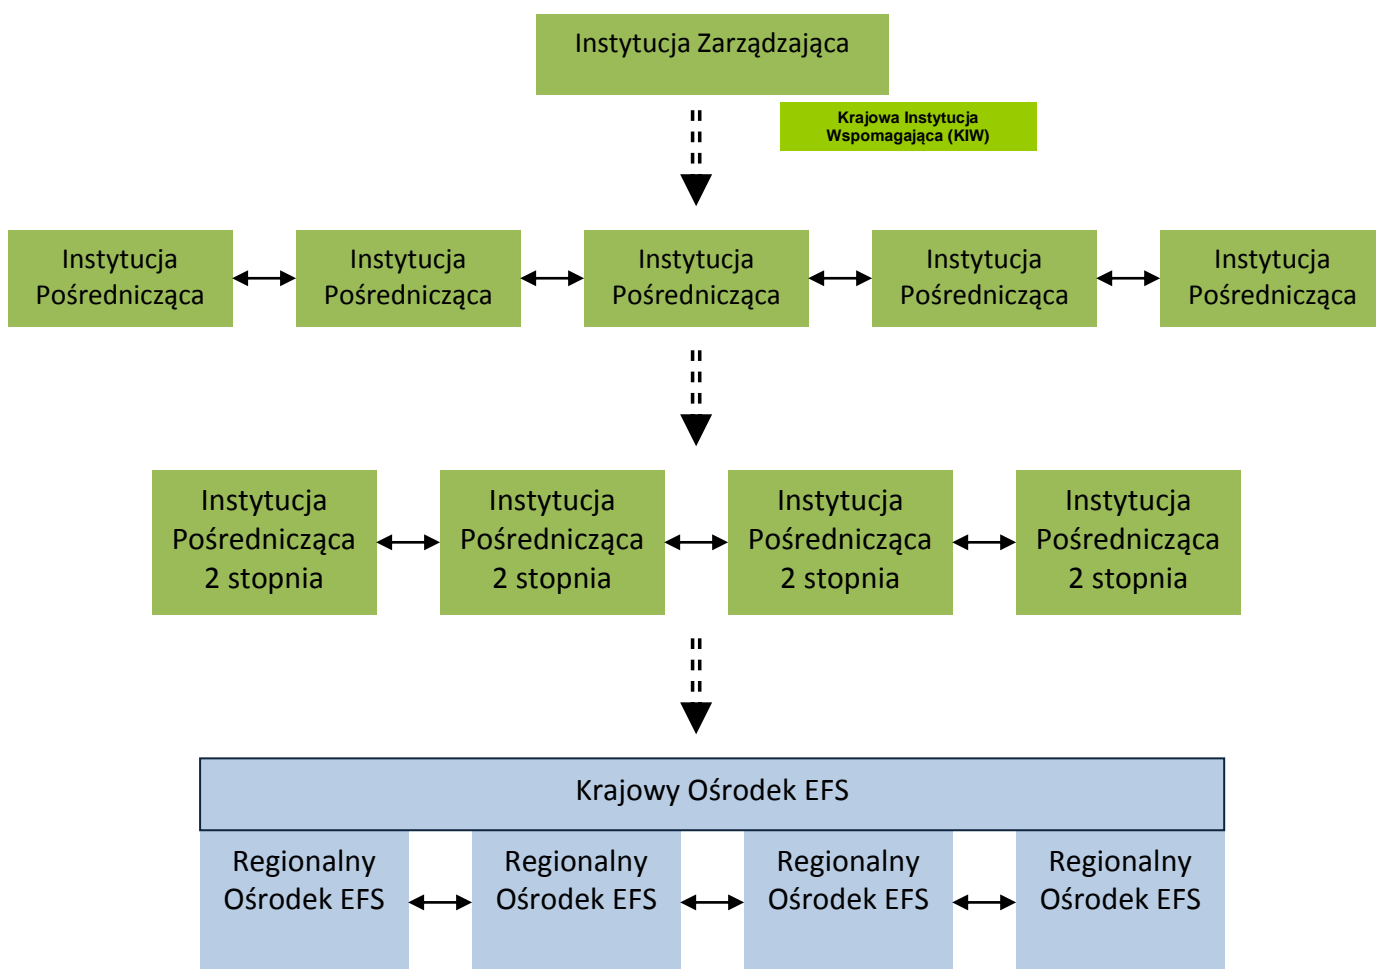 Instytucja Zarządzająca
Krajowa Instytucja
Wspomagająca (KIW)
Instytucja
Pośrednicząca
Instytucja
Pośrednicząca
Instytucja
Pośrednicząca
Instytucja
Pośrednicząca
Instytucja
Pośrednicząca
Instytucja
Pośrednicząca
2 stopnia
Instytucja
Pośrednicząca
2 stopnia
Instytucja
Pośrednicząca
2 stopnia
Instytucja
Pośrednicząca
2 stopnia
Krajowy Ośrodek EFS
Regionalny
Ośrodek EFS
Regionalny
Ośrodek EFS
Regionalny
Ośrodek EFS
Regionalny
Ośrodek EFS